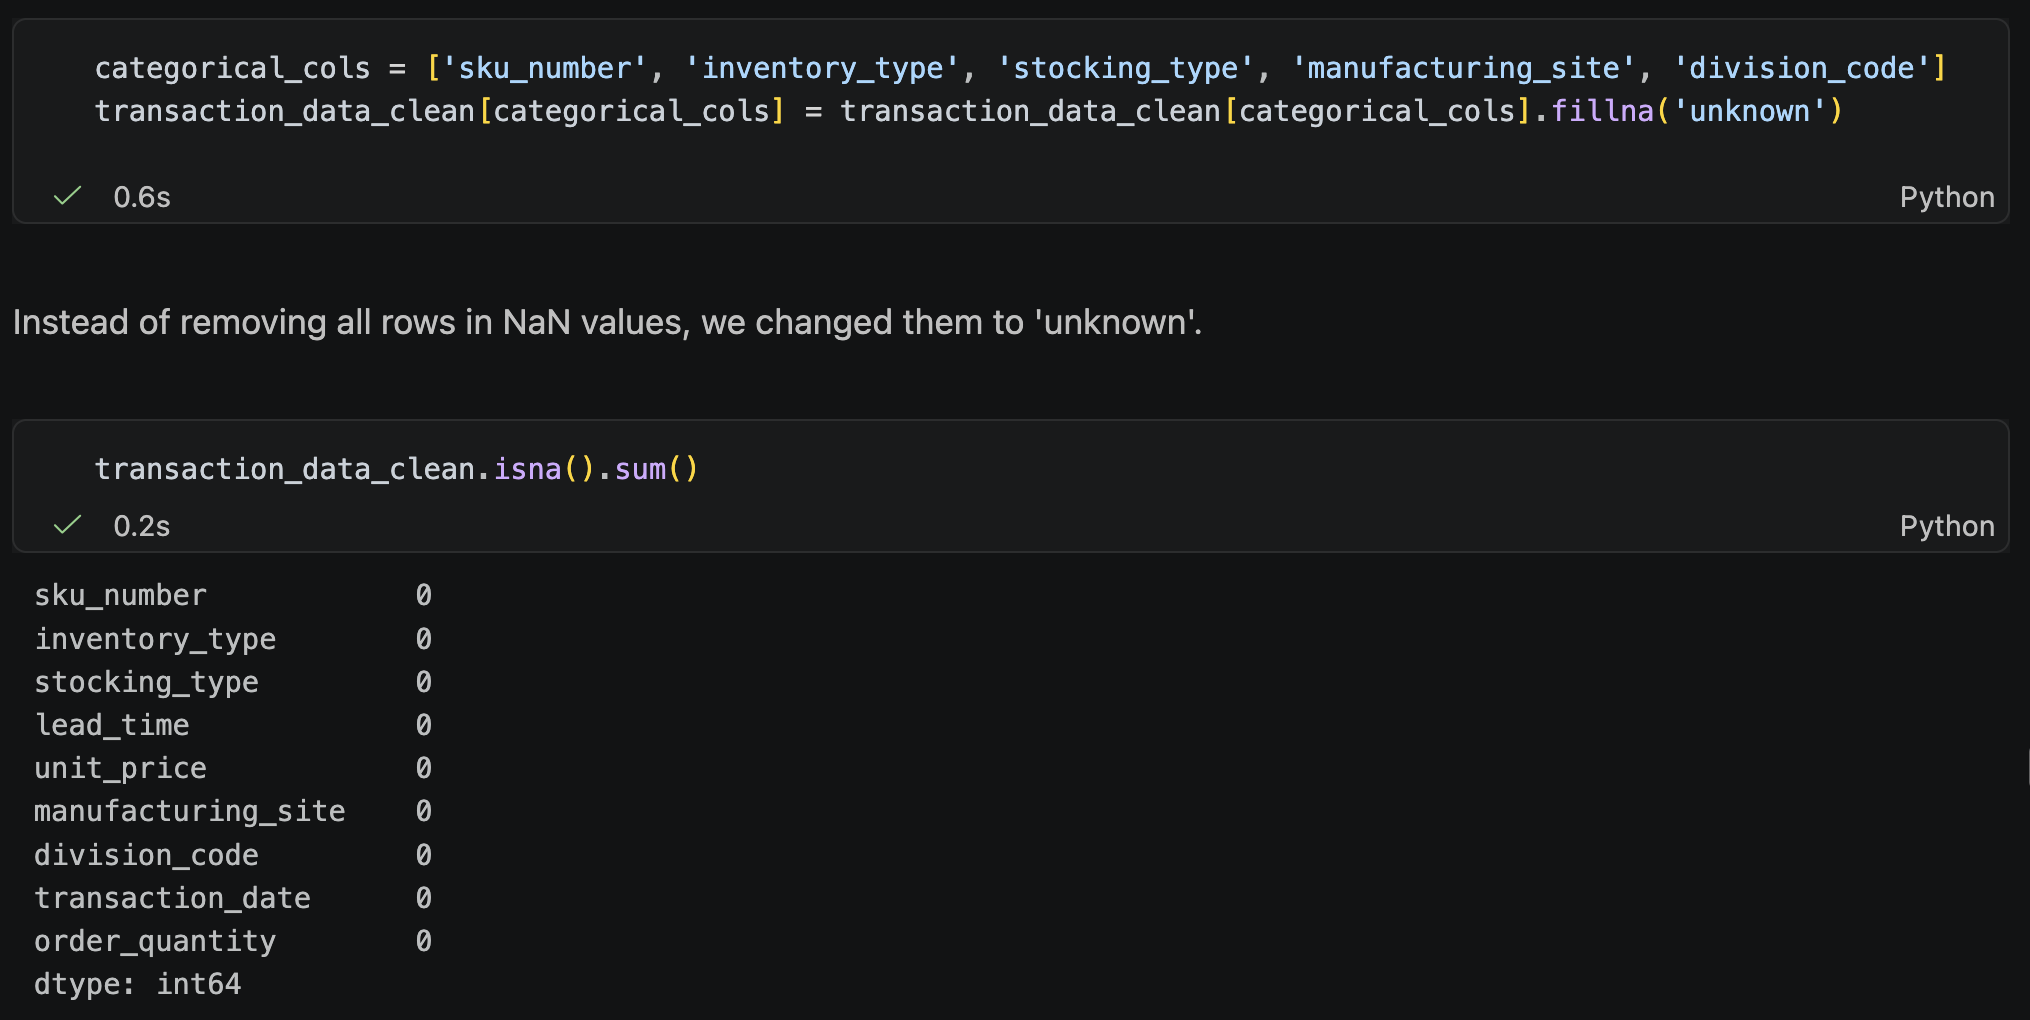 categorical_cols = ['sku_number', 'inventory_type', 'stocking_type', 'manufacturing_site', 'division_code']
transaction_data_clean[categorical_cols] = transaction_data_clean[categorical_cols].fillna('unknown')
0.6s Python
Instead of removing all rows in NaN values, we changed them to 'unknown'.
transaction_data_clean.isna().sum()
0.2s Python
sku_number 0
inventory_type 0
stocking_type 0
lead_time 0
unit_price 0
manufacturing_site 0
division_code 0
transaction_date 0
order_quantity 0
dtype: int64